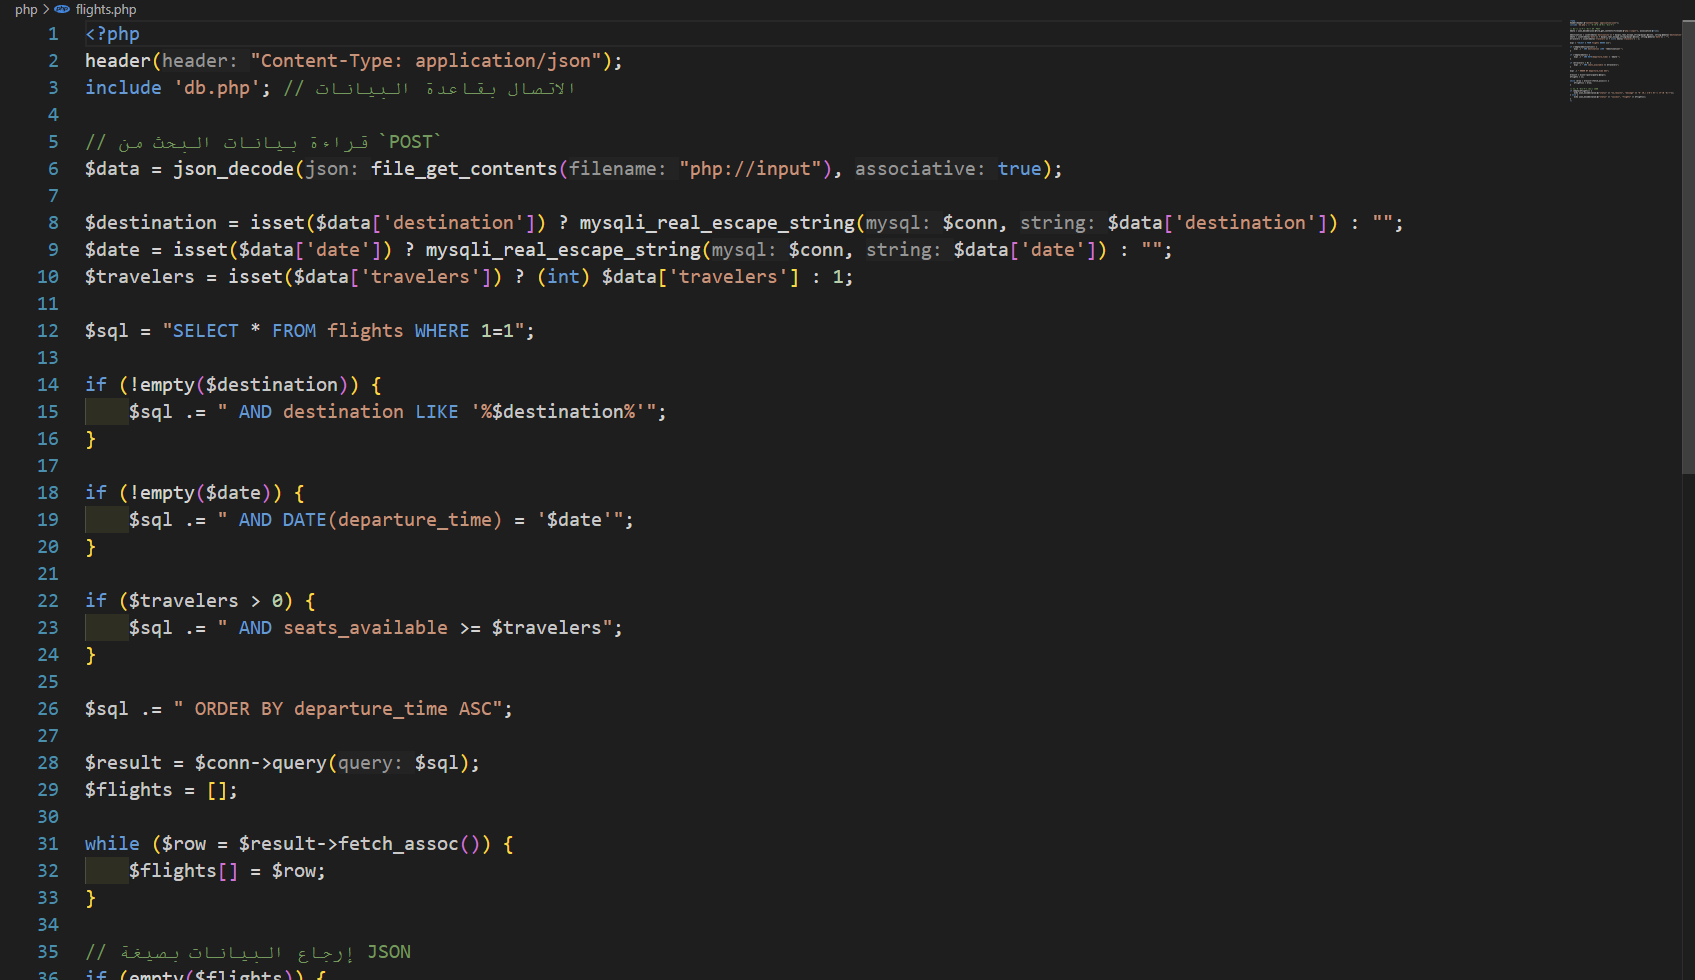 php > flights.php
1 <?php
2 header(header: "Content-Type: application/json");
3 include 'db.php'; // الاتصال بقاعدة البيانات
4
5 // قراءة بيانات البحث من `POST`
6 $data = json_decode(json: file_get_contents(filename: "php://input"), associative: true);
7
8 $destination = isset($data['destination']) ? mysqli_real_escape_string(mysql: $conn, string: $data['destination']) : "";
9 $date = isset($data['date']) ? mysqli_real_escape_string(mysql: $conn, string: $data['date']) : "";
10 $travelers = isset($data['travelers']) ? (int) $data['travelers'] : 1;
11
12 $sql = "SELECT * FROM flights WHERE 1=1";
13
14 if (!empty($destination)) {
15     $sql .= " AND destination LIKE '%$destination%'";
16 }
17
18 if (!empty($date)) {
19     $sql .= " AND DATE(departure_time) = '$date'";
20 }
21
22 if ($travelers > 0) {
23     $sql .= " AND seats_available >= $travelers";
24 }
25
26 $sql .= " ORDER BY departure_time ASC";
27
28 $result = $conn->query(query: $sql);
29 $flights = [];
30
31 while ($row = $result->fetch_assoc()) {
32     $flights[] = $row;
33 }
34
35 // إرجاع البيانات بصيغة JSON
36 if (empty($flights)) {